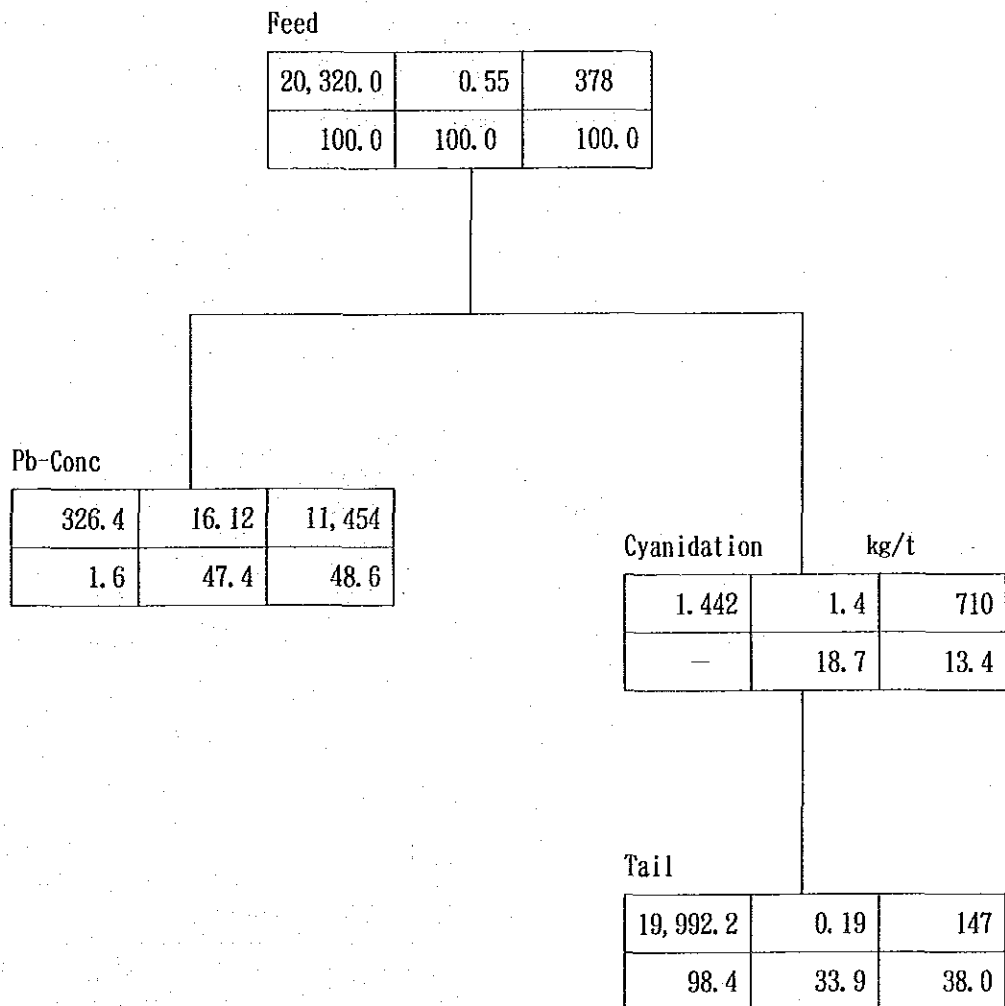 Feed
20,320.0 0.55 378
100.0 100.0 100.0
Pb-Conc
326.4 16.12 11,454
1.6 47.4 48.6
Cyanidation kg/t
1.442 1.4 710
— 18.7 13.4
Tail
19,992.2 0.19 147
98.4 33.9 38.0